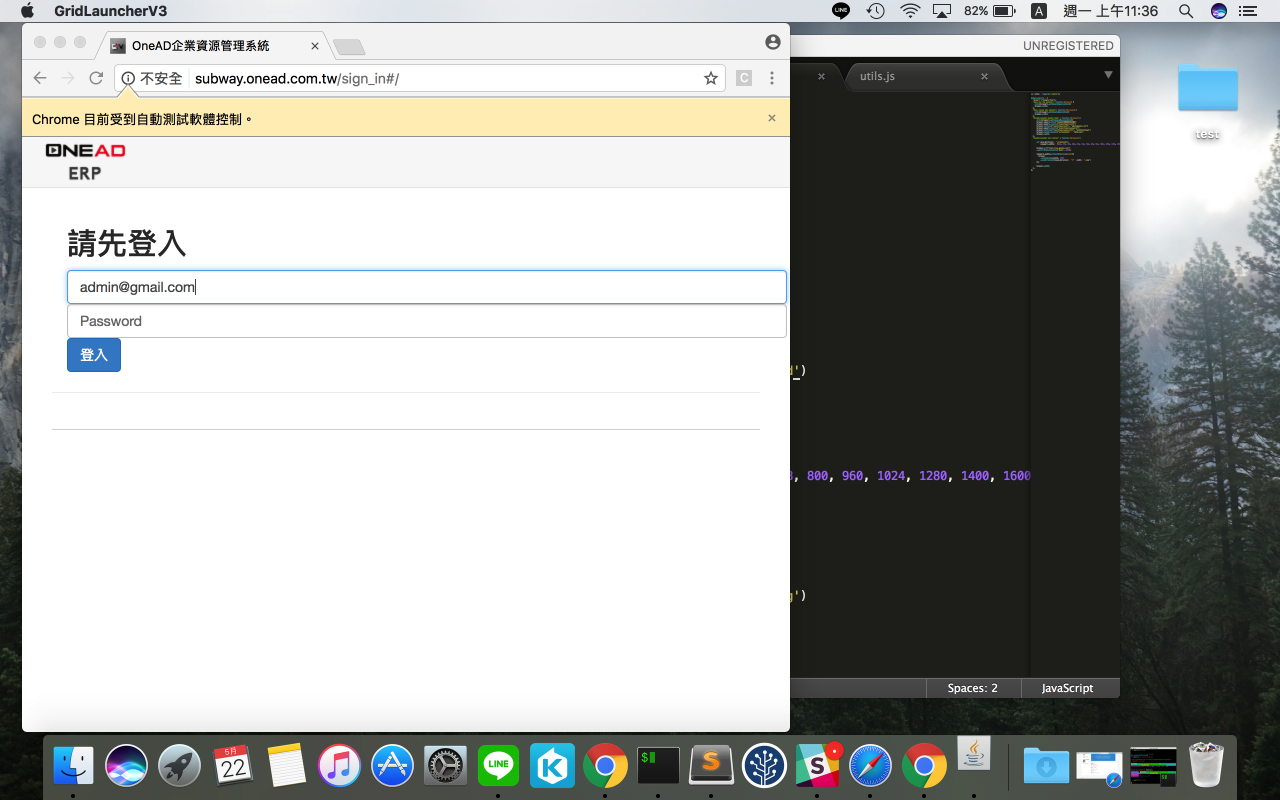 GridLauncherV3
LINE
82%
A
週一 上午11:36
OneAD企業資源管理系統
不安全
subway.onead.com.tw/sign_in#/
C
Chrome 目前受到自動測試軟體控制。
ONEAD
ERP
請先登入
admin@gmail.com
Password
登入
UNREGISTERED
utils.js
')
, 800, 960, 1024, 1280, 1400, 1600
')
Spaces: 2
JavaScript
test
5月
22
LINE
K
$
S
S